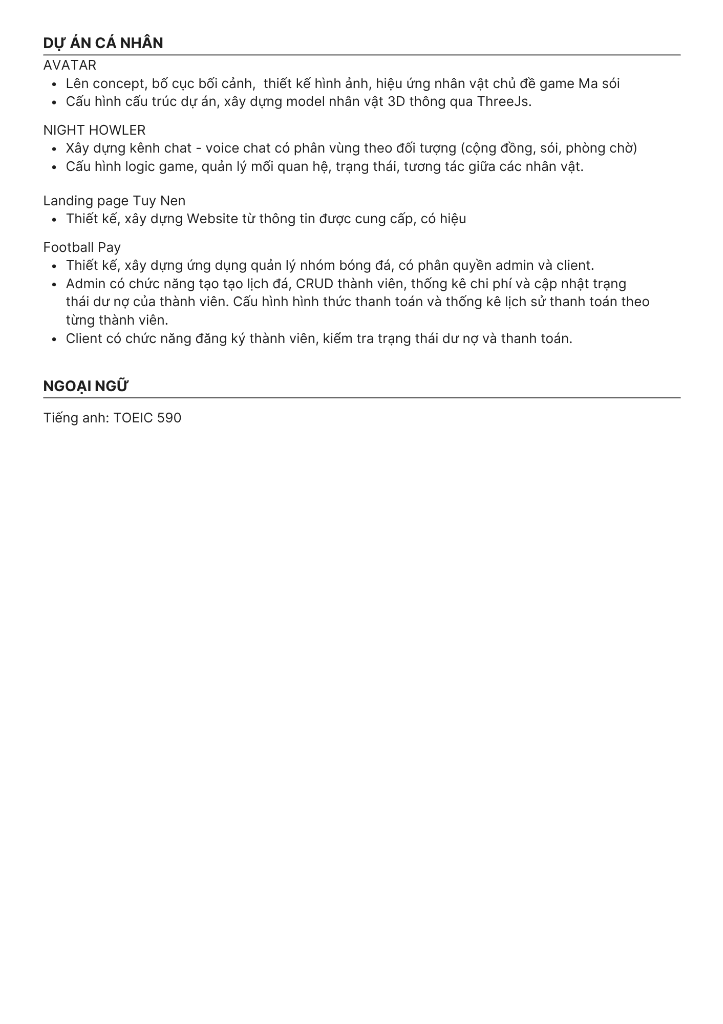 DỰ ÁN CÁ NHÂN
AVATAR
• Lên concept, bố cục bối cảnh,  thiết kế hình ảnh, hiệu ứng nhân vật chủ đề game Ma sói
• Cấu hình cấu trúc dự án, xây dựng model nhân vật 3D thông qua ThreeJs.
NIGHT HOWLER
• Xây dựng kênh chat - voice chat có phân vùng theo đối tượng (cộng đồng, sói, phòng chờ)
• Cấu hình logic game, quản lý mối quan hệ, trạng thái, tương tác giữa các nhân vật.
Landing page Tuy Nen
• Thiết kế, xây dựng Website từ thông tin được cung cấp, có hiệu
Football Pay
• Thiết kế, xây dựng ứng dụng quản lý nhóm bóng đá, có phân quyền admin và client.
• Admin có chức năng tạo tạo lịch đá, CRUD thành viên, thống kê chi phí và cập nhật trạng
thái dư nợ của thành viên. Cấu hình hình thức thanh toán và thống kê lịch sử thanh toán theo
từng thành viên.
• Client có chức năng đăng ký thành viên, kiểm tra trạng thái dư nợ và thanh toán.
NGOẠI NGỮ
Tiếng anh: TOEIC 590